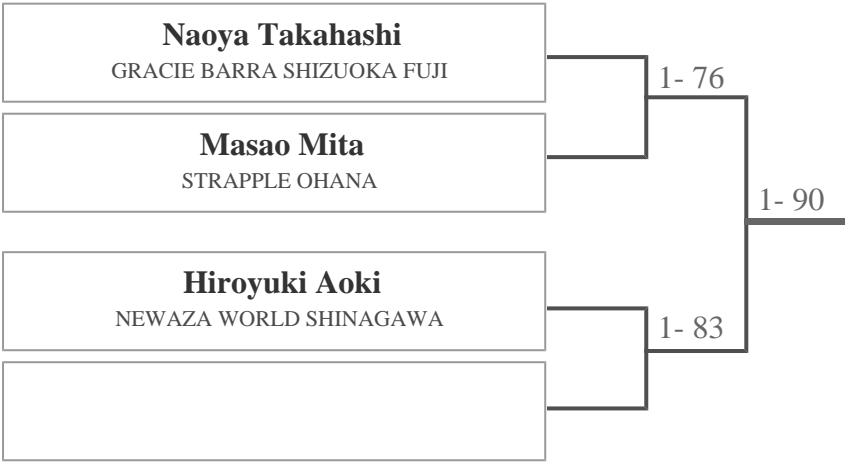 Naoya Takahashi
GRACIE BARRA SHIZUOKA FUJI
1- 76
Masao Mita
STRAPPLE OHANA
1- 90
Hiroyuki Aoki
NEWAZA WORLD SHINAGAWA
1- 83